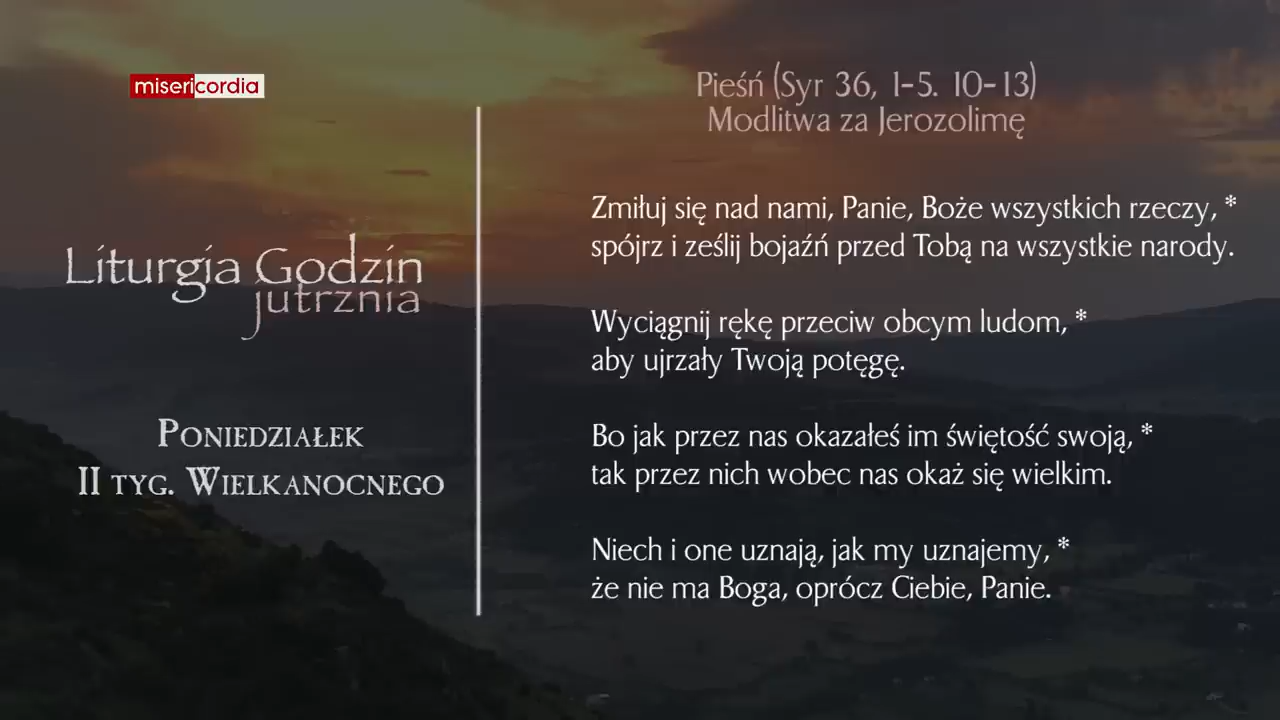 misericordia
Liturgia Godzin
jutrznia
Poniedziałek
II tyg. Wielkanocnego
Pieśń (Syr 36, 1-5. 10-13)
Modlitwa za Jerozolimę
Zmiłuj się nad nami, Panie, Boże wszystkich rzeczy, *
spójrz i ześlij bojaźń przed Tobą na wszystkie narody.
Wyciągnij rękę przeciw obcym ludom, *
aby ujrzały Twoją potęgę.
Bo jak przez nas okazałeś im świętość swoją, *
tak przez nich wobec nas okaż się wielkim.
Niech i one uznają, jak my uznajemy, *
że nie ma Boga, oprócz Ciebie, Panie.